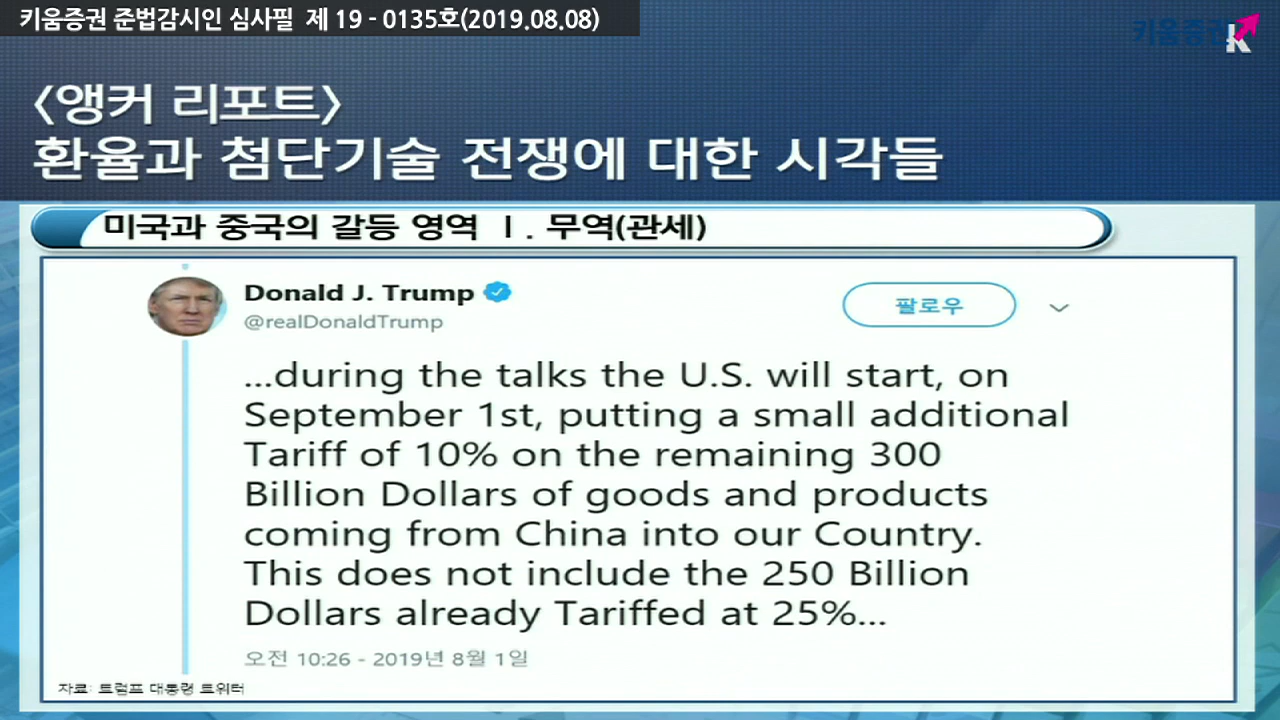 키움증권 준법감시인 심사필 제 19 - 0135호(2019.08.08)
키움증권
<앵커 리포트>
환율과 첨단기술 전쟁에 대한 시각들
미국과 중국의 갈등 영역 Ⅰ. 무역(관세)
Donald J. Trump
팔로우
@realDonaldTrump
...during the talks the U.S. will start, on
September 1st, putting a small additional
Tariff of 10% on the remaining 300
Billion Dollars of goods and products
coming from China into our Country.
This does not include the 250 Billion
Dollars already Tariffed at 25%...
오전 10:26 - 2019년 8월 1일
자료: 트럼프 대통령 트위터